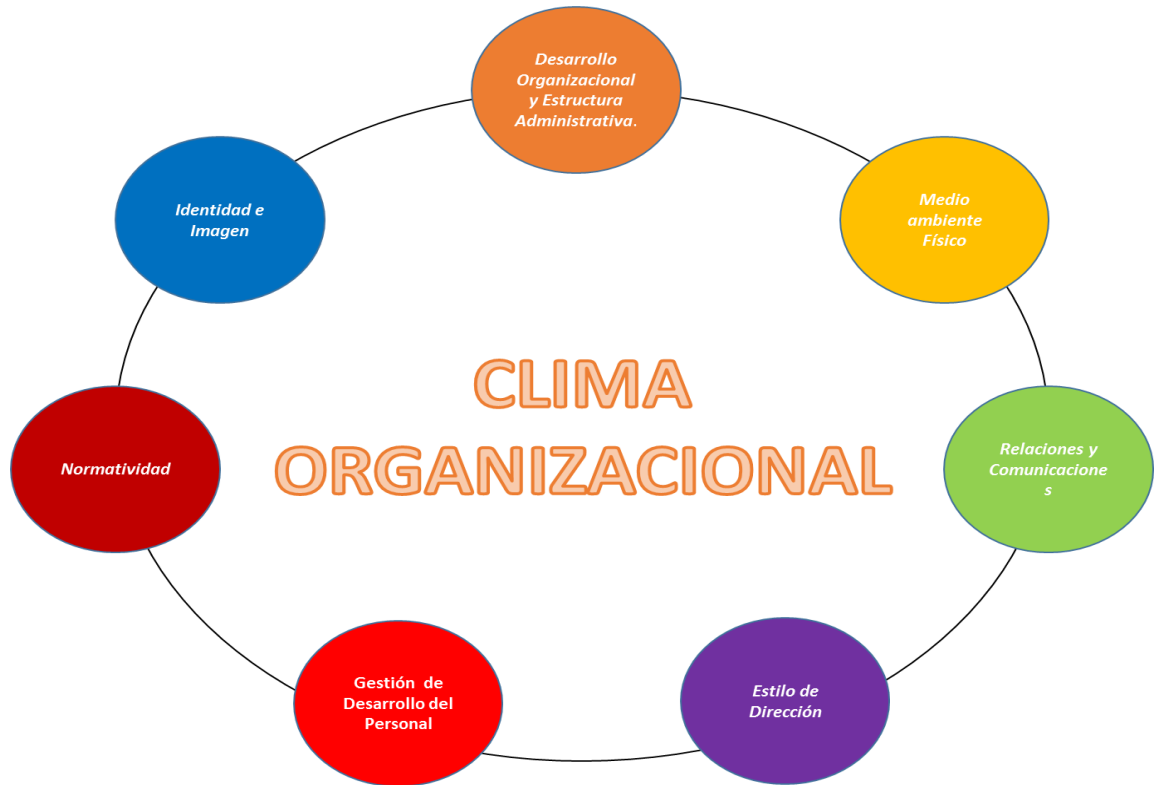 Desarrollo
Organizacional
y Estructura
Administrativa.
Medio
ambiente
Físico
Relaciones y
Comunicacione
s
Estilo de
Dirección
Gestión de
Desarrollo del
Personal
Normatividad
Identidad e
Imagen
CLIMA
ORGANIZACIONAL